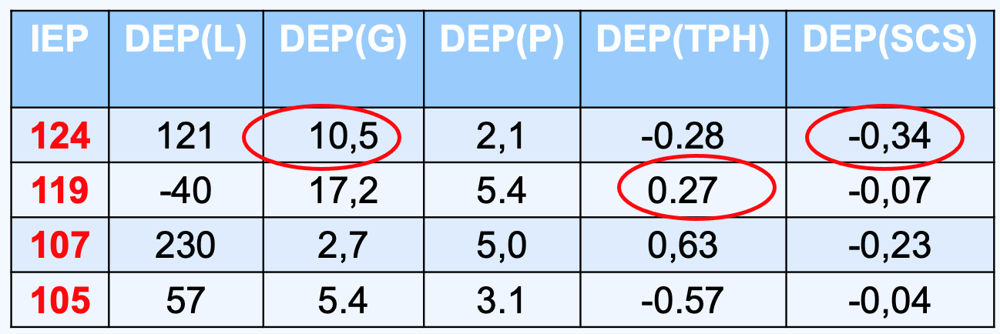 IEP DEP(L) DEP(G) DEP(P) DEP(TPH) DEP(SCS)
124 121 10,5 2,1 -0.28 -0,34
119 -40 17,2 5.4 0.27 -0,07
107 230 2,7 5,0 0,63 -0,23
105 57 5.4 3.1 -0.57 -0,04